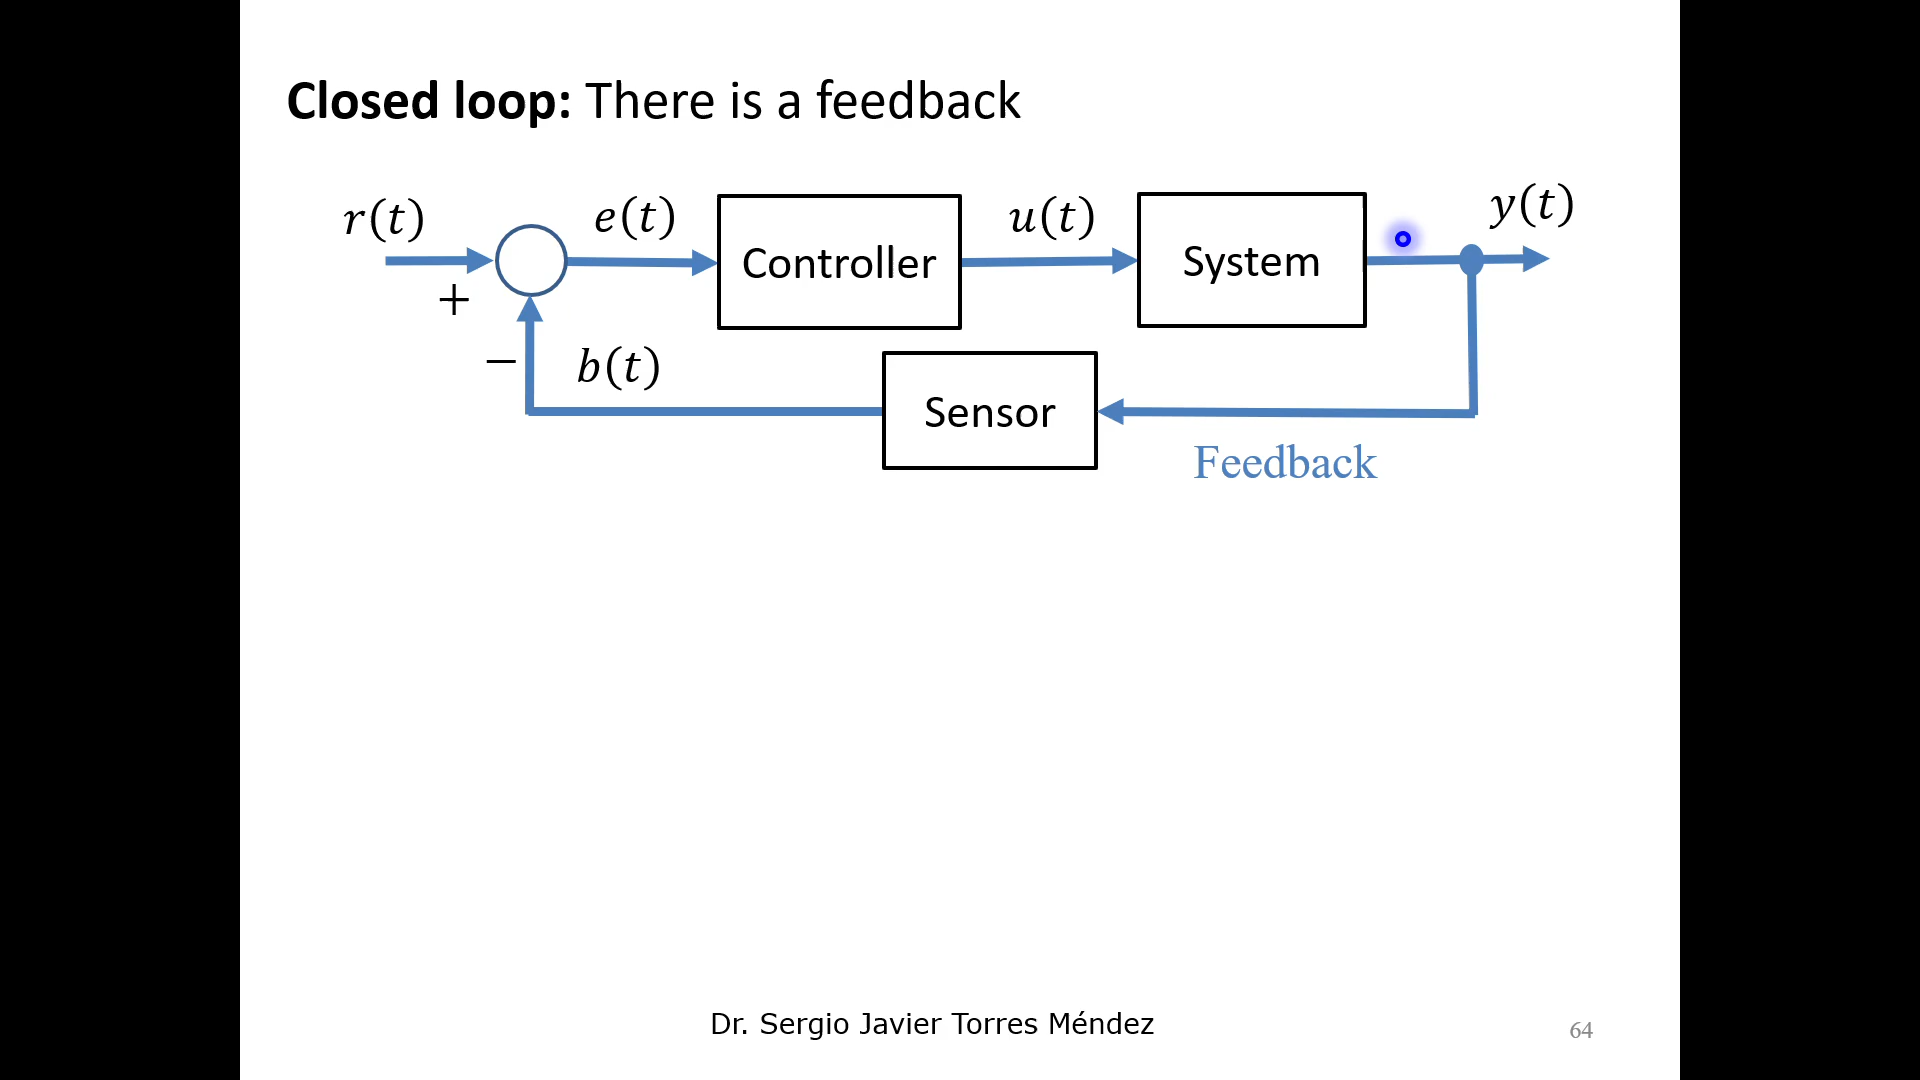 Closed loop: There is a feedback
r(t)
e(t)
Controller
u(t)
System
y(t)
+
−
b(t)
Sensor
Feedback
Dr. Sergio Javier Torres Méndez
64